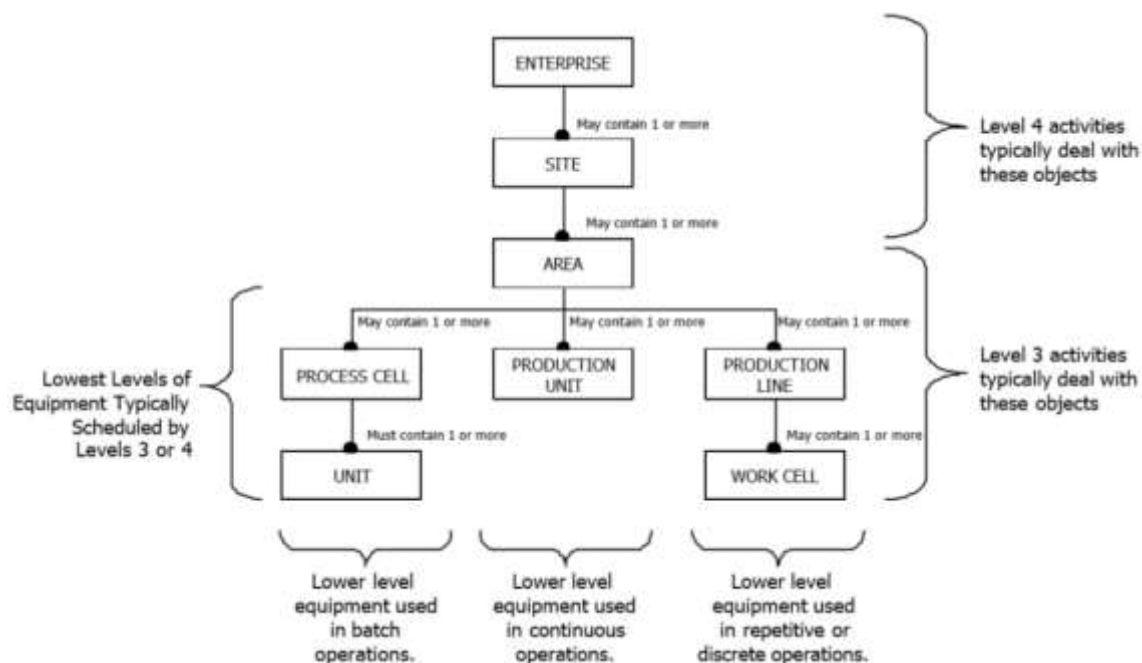 ENTERPRISE
May contain 1 or more
SITE
May contain 1 or more
AREA
Level 4 activities
typically deal with
these objects
May contain 1 or more
May contain 1 or more
May contain 1 or more
PROCESS CELL
PRODUCTION
UNIT
PRODUCTION
LINE
Must contain 1 or more
May contain 1 or more
UNIT
WORK CELL
Lowest Levels of
Equipment Typically
Scheduled by
Levels 3 or 4
Level 3 activities
typically deal with
these objects
Lower level
equipment used
in batch
operations.
Lower level
equipment used
in continuous
operations.
Lower level
equipment used
in repetitive or
discrete operations.